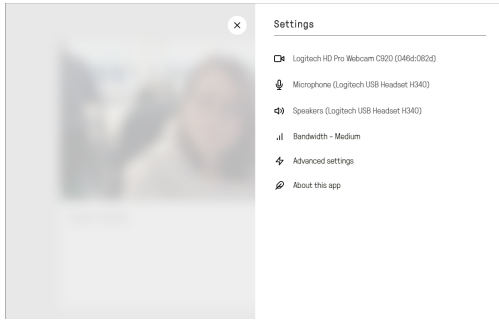 Settings
Logitech HD Pro Webcam C920 (046d:082d)
Microphone (Logitech USB Headset H340)
Speakers (Logitech USB Headset H340)
Bandwidth - Medium
Advanced settings
About this app